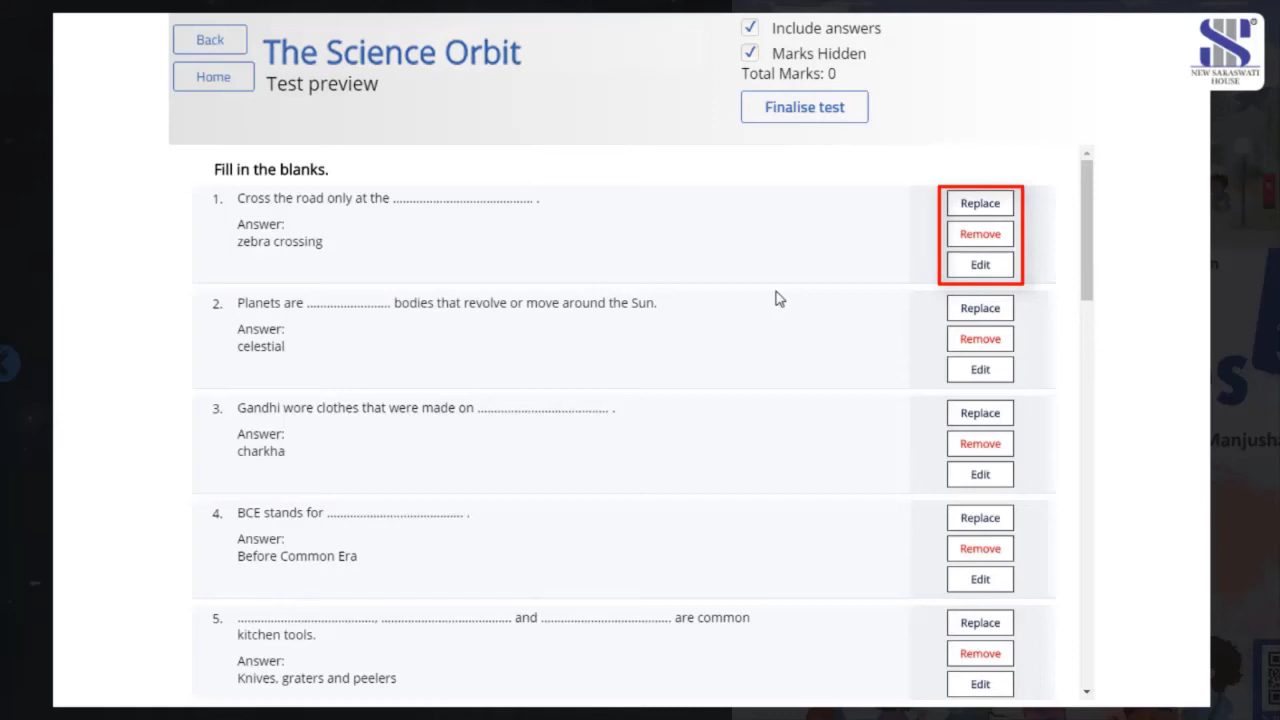 Back
Home
The Science Orbit
Test preview
✓ Include answers
✓ Marks Hidden
Total Marks: 0
Finalise test
NEW SARASWATI
HOUSE
Fill in the blanks.
1. Cross the road only at the .......................................... .
Answer:
zebra crossing
Replace
Remove
Edit
2. Planets are ......................... bodies that revolve or move around the Sun.
Answer:
celestial
Replace
Remove
Edit
3. Gandhi wore clothes that were made on ....................................... .
Answer:
charkha
Replace
Remove
Edit
4. BCE stands for ......................................... .
Answer:
Before Common Era
Replace
Remove
Edit
5. ........................................., ....................................... and ....................................... are common
kitchen tools.
Answer:
Knives, graters and peelers
Replace
Remove
Edit
Manjusha